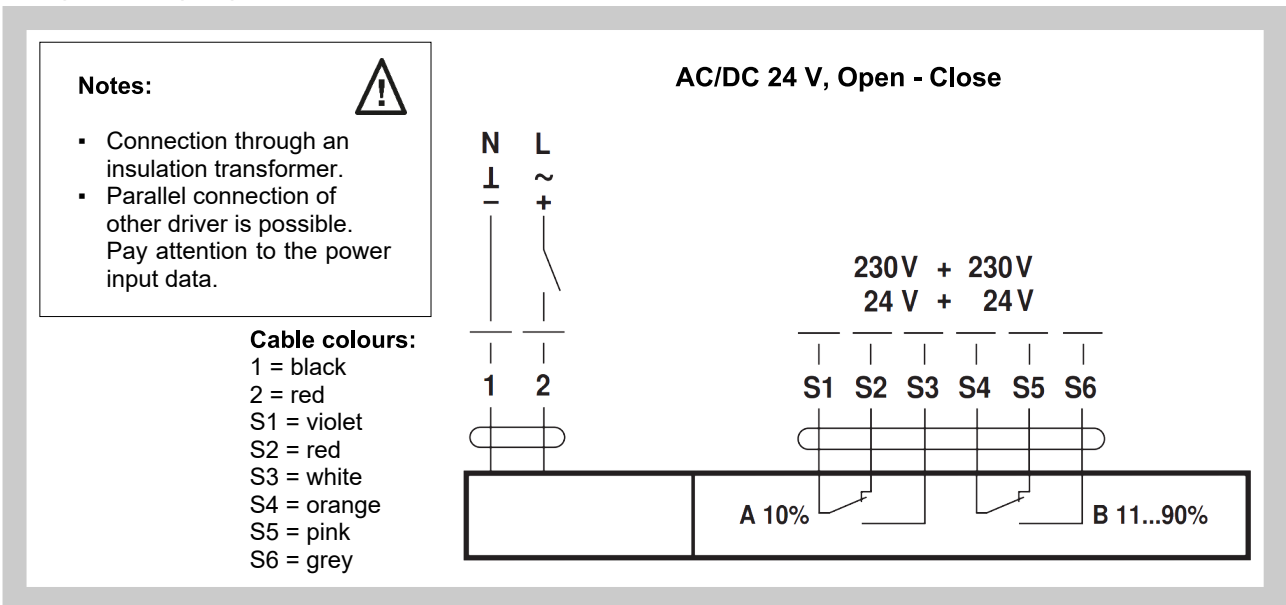 Notes:
▪ Connection through an
insulation transformer.
▪ Parallel connection of
other driver is possible.
Pay attention to the power
input data.
AC/DC 24 V, Open - Close
N L
⊥ ~
− +
230V + 230V
24 V + 24V
Cable colours:
1 = black
2 = red
S1 = violet
S2 = red
S3 = white
S4 = orange
S5 = pink
S6 = grey
1 2
S1 S2 S3 S4 S5 S6
A 10%
B 11...90%